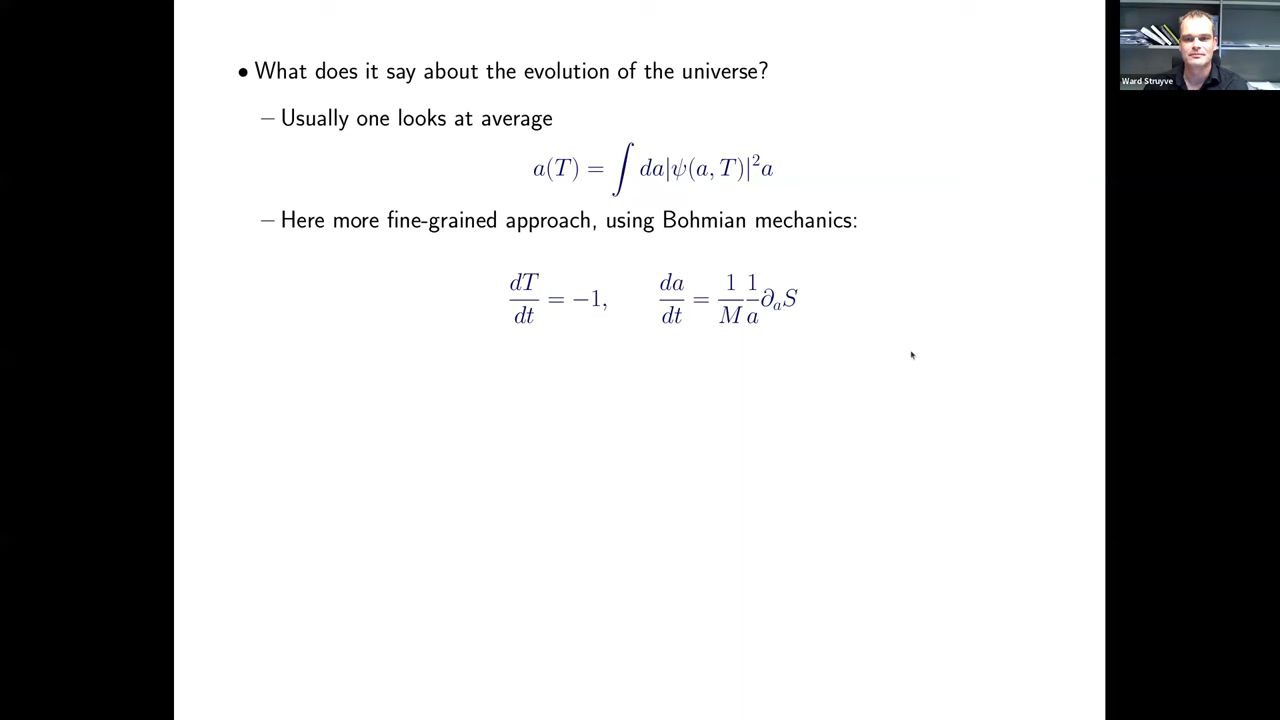 • What does it say about the evolution of the universe?
– Usually one looks at average
a(T) = ∫ da|ψ(a, T)|²a
– Here more fine-grained approach, using Bohmian mechanics:
dT/dt = −1, da/dt = 1/M 1/a ∂ₐS
Ward Struyve